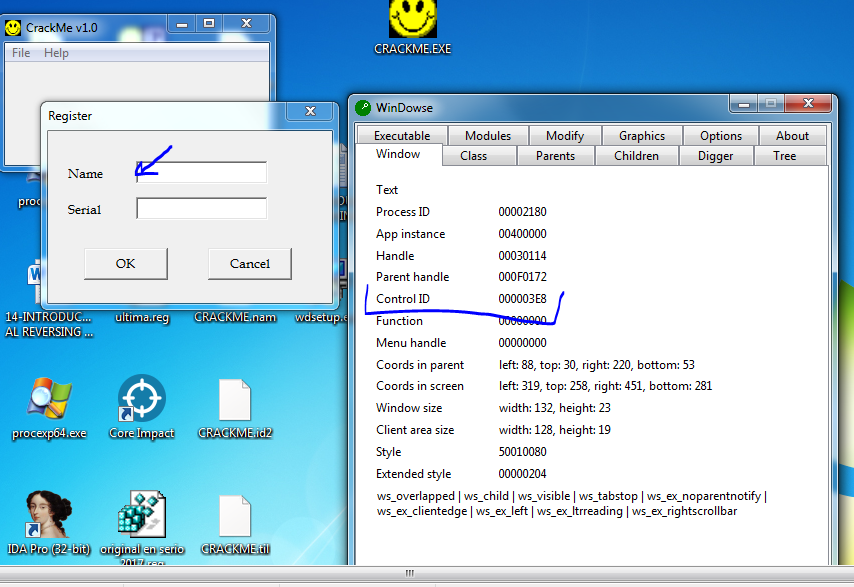 CrackMe v1.0
File Help
CRACKME.EXE
Register
Name
Serial
OK Cancel
WinDowse
Executable Modules Modify Graphics Options About
Window Class Parents Children Digger Tree
Text
Process ID 00002180
App instance 00400000
Handle 00030114
Parent handle 000F0172
Control ID 000003E8
Function 00000000
Menu handle 00000000
Coords in parent left: 88, top: 30, right: 220, bottom: 53
Coords in screen left: 319, top: 258, right: 451, bottom: 281
Window size width: 132, height: 23
Client area size width: 128, height: 19
Style 50010080
Extended style 00000204
ws_overlapped | ws_child | ws_visible | ws_tabstop | ws_ex_noparentnotify |
ws_ex_clientedge | ws_ex_left | ws_ex_ltrreading | ws_ex_rightscrollbar
14-INTRODUC... ultima.reg CRACKME.nam wdsetup.e
AL REVERSING ...
procexp64.exe Core Impact CRACKME.id2
IDA Pro (32-bit) original en serio CRACKME.til
2017.reg